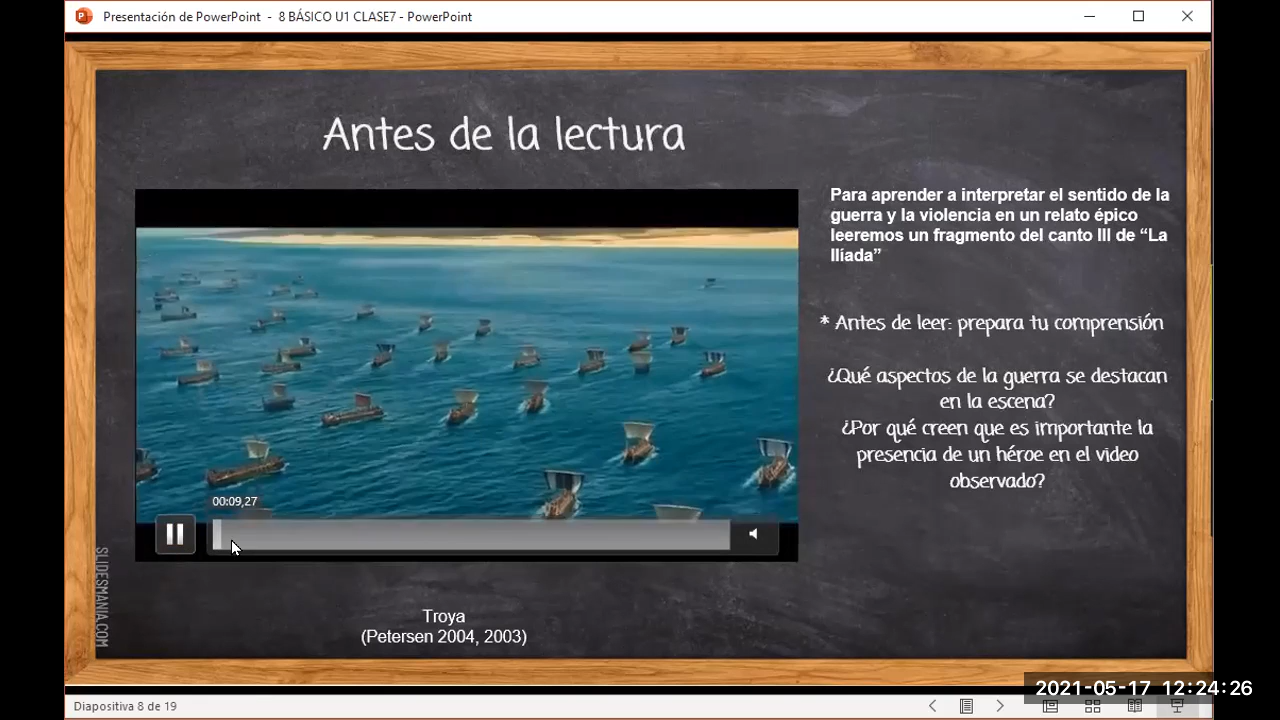 Presentación de PowerPoint - 8 BÁSICO U1 CLASE7 - PowerPoint
Antes de la lectura
Para aprender a interpretar el sentido de la
guerra y la violencia en un relato épico
leeremos un fragmento del canto III de “La
Ilíada”
* Antes de leer: prepara tu comprensión
¿Qué aspectos de la guerra se destacan
en la escena?
¿Por qué creen que es importante la
presencia de un héroe en el video
observado?
00:09,27
SLIDESMANIA.COM
Troya
(Petersen 2004, 2003)
2021-05-17 12:24:26
Diapositiva 8 de 19